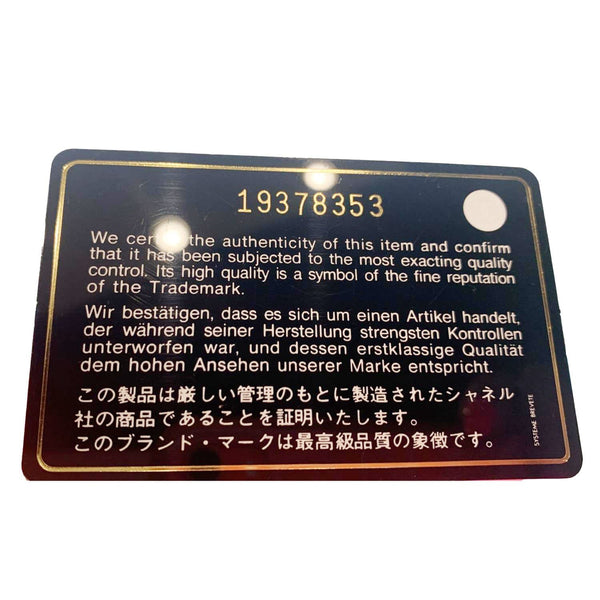 19378353
We cer the authenticity of this item and confirm
that it has been subjected to the most exacting quality
control. Its high quality is a symbol of the fine reputation
of the Trademark.
Wir bestätigen, dass es sich um einen Artikel handelt,
der während seiner Herstellung strengsten Kontrollen
unterworfen war, und dessen erstklassige Qualität
dem hohen Ansehen unserer Marke entspricht.
この製品は厳しい管理のもとに製造されたシャネル
社の商品であることを証明いたします。
このブランド・マークは最高級品質の象徴です。
SYSTEME BREVETE